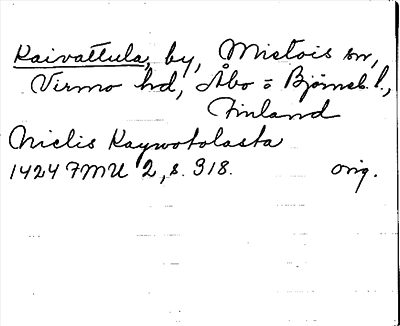 Kaivattula, by, Mietois sn,
Virmo hd, Åbo = Björneb. l.,
Finland
Nielis Kaywotolasta
1424 FMU 2, s. 318. orig.